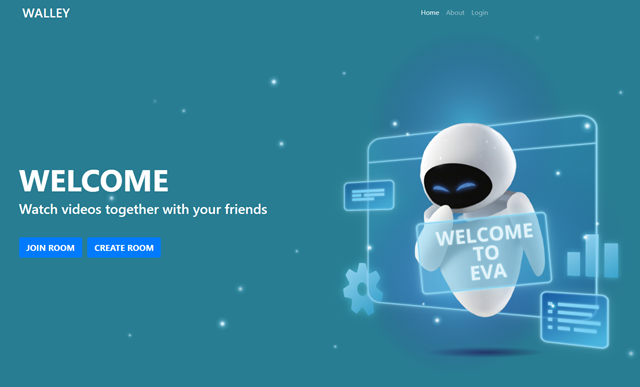 WALLEY
Home About Login
WELCOME
Watch videos together with your friends
JOIN ROOM CREATE ROOM
WELCOME
TO
EVA